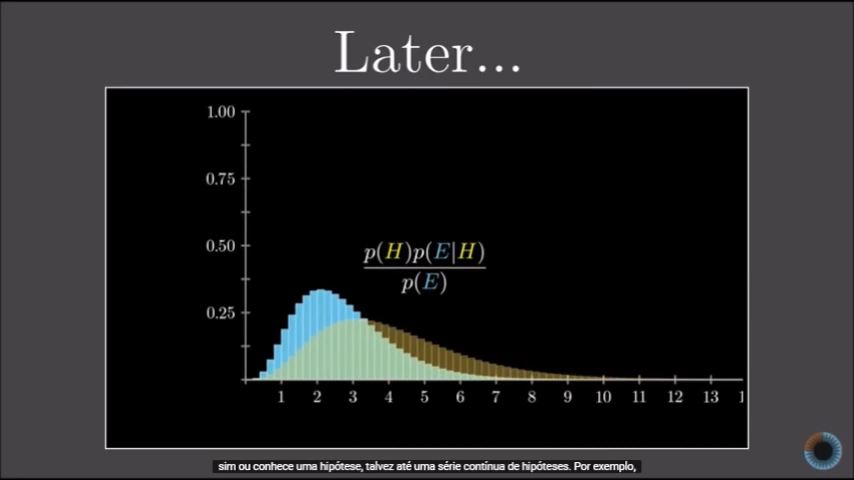 Later...
1.00
0.75
0.50
0.25
p(H)p(E|H)
p(E)
1 2 3 4 5 6 7 8 9 10 11 12 13 1
sim ou conhece uma hipótese, talvez até uma série contínua de hipóteses. Por exemplo,